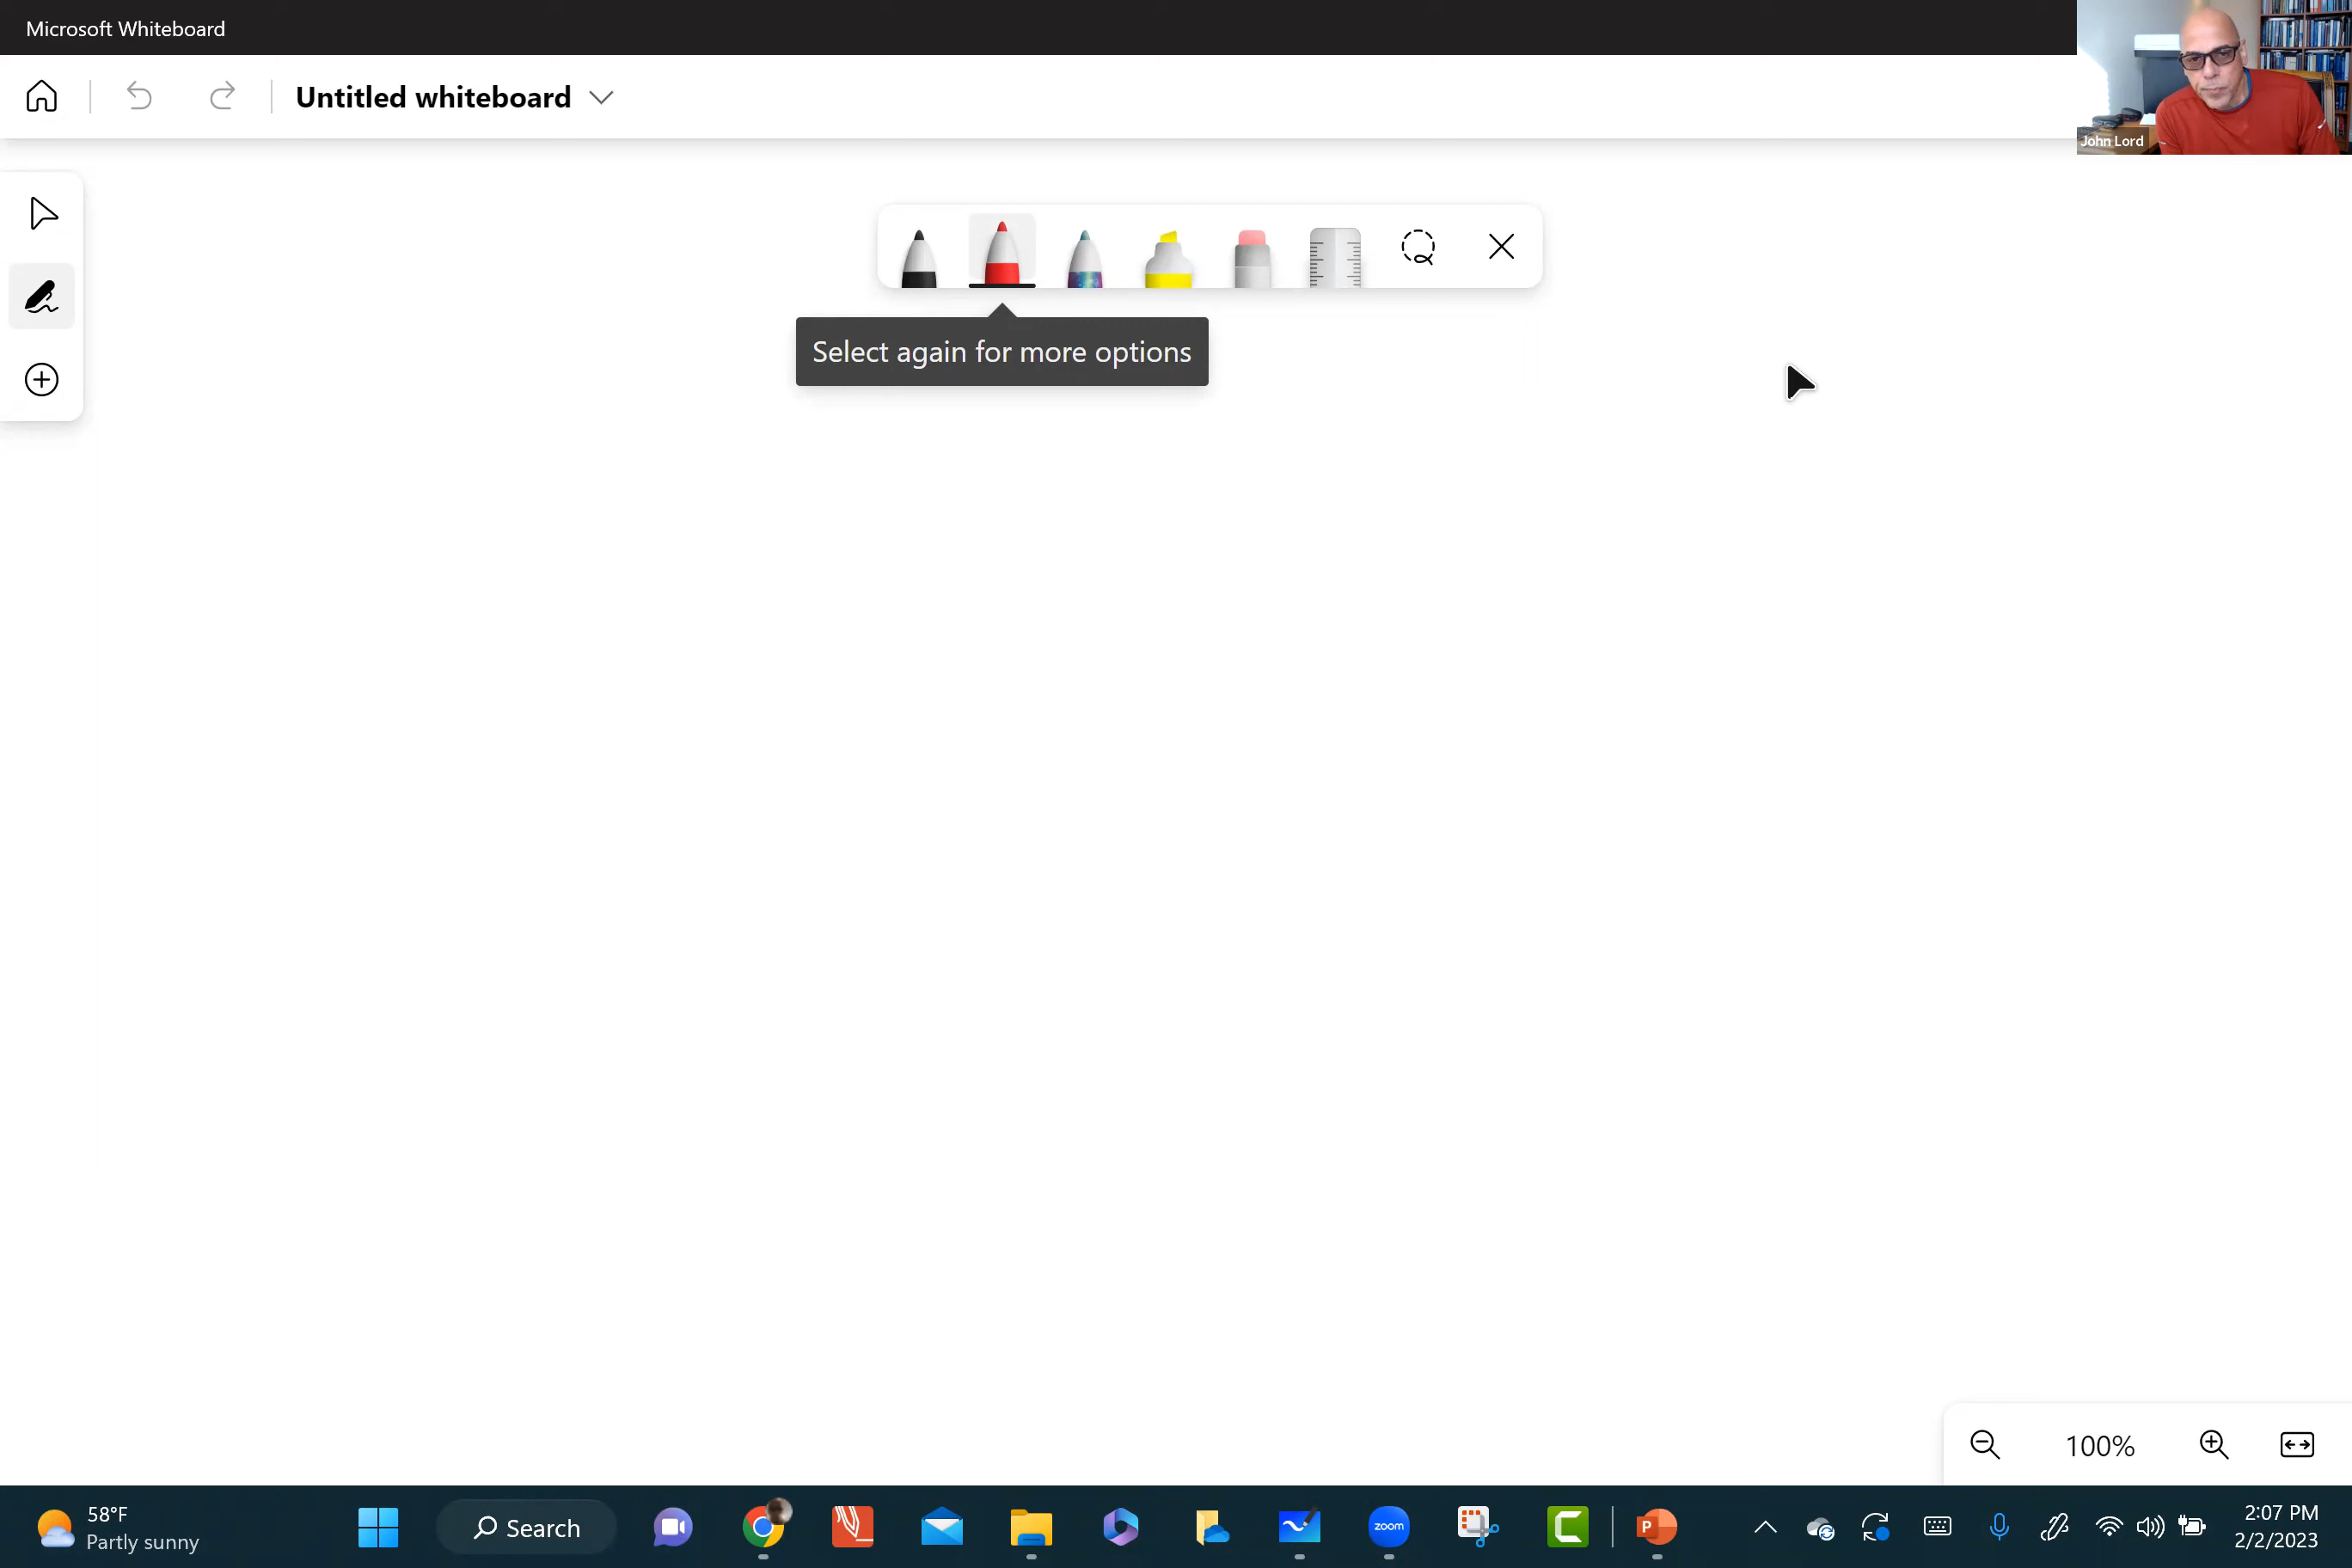 Microsoft Whiteboard
Untitled whiteboard
John Lord
Select again for more options
100%
58°F
Partly sunny
Search
zoom
P
2:07 PM
2/2/2023